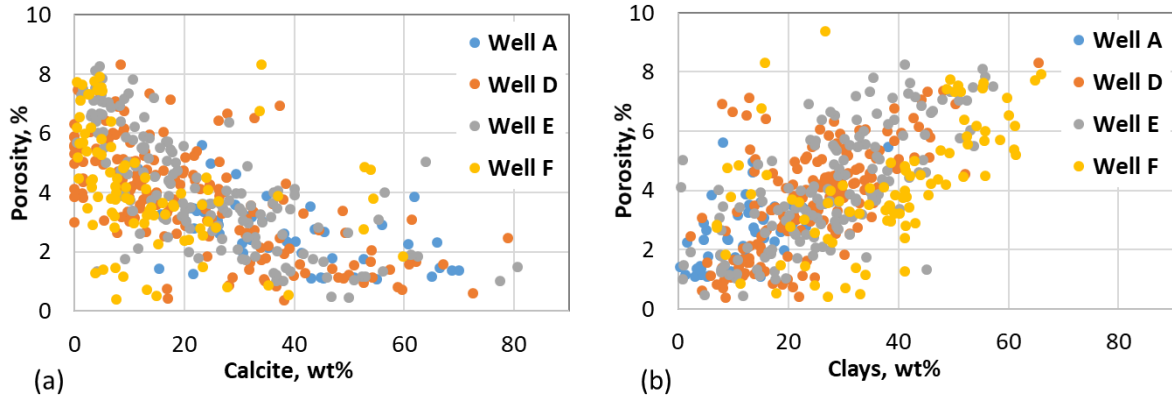 10
8
6
4
2
0
Porosity, %
0 20 40 60 80
Calcite, wt%
(a)
Well A
Well D
Well E
Well F
10
8
6
4
2
0
Porosity, %
0 20 40 60 80
Clays, wt%
(b)
Well A
Well D
Well E
Well F